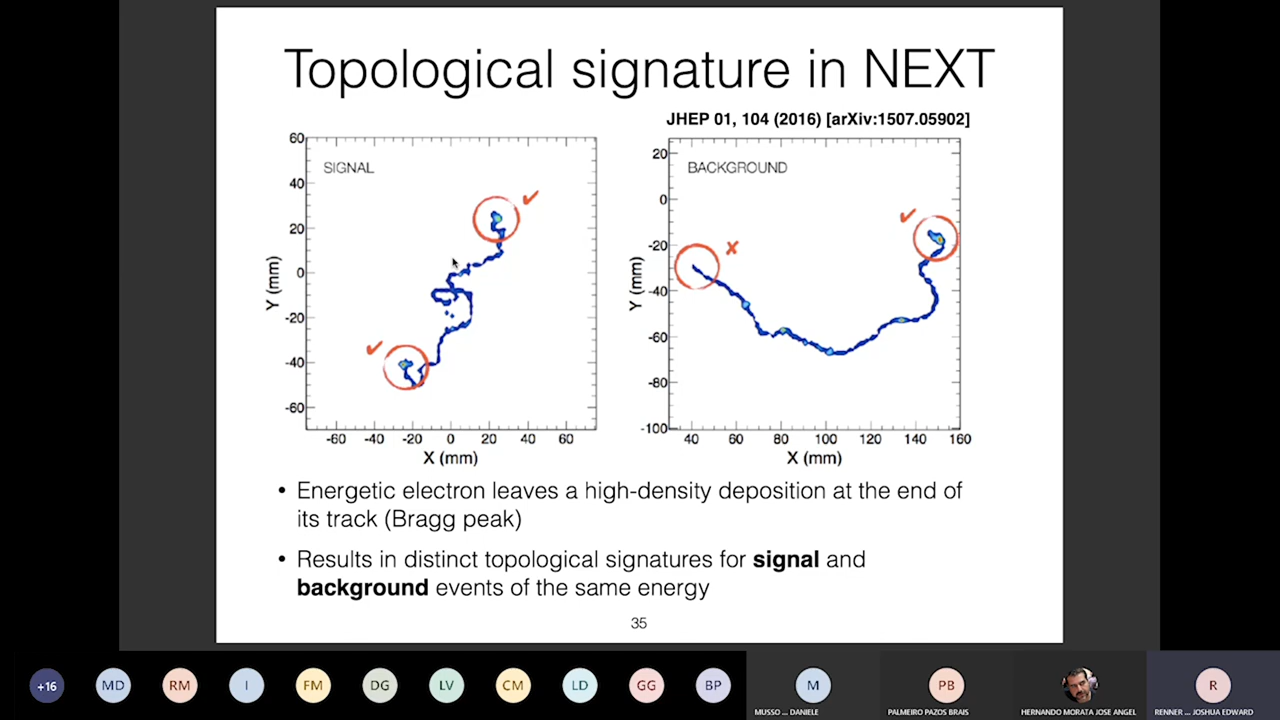 Topological signature in NEXT
JHEP 01, 104 (2016) [arXiv:1507.05902]
SIGNAL
60
40
20
0
-20
-40
-60
Y (mm)
-60 -40 -20 0 20 40 60
X (mm)
BACKGROUND
20
0
-20
-40
-60
-80
-100
Y (mm)
40 60 80 100 120 140 160
X (mm)
• Energetic electron leaves a high-density deposition at the end of
its track (Bragg peak)
• Results in distinct topological signatures for signal and
background events of the same energy
35
+16 MD RM I FM DG LV CM LD GG BP M PB R
MUSSO ... DANIELE PALMEIRO PAZOS BRAIS HERNANDO MORATA JOSE ANGEL RENNER ... JOSHUA EDWARD